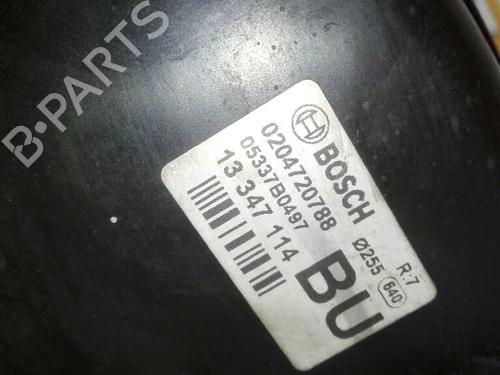 B-PARTS
BOSCH
0204720788
05337B0497
13 347 114
BU
Ø255
640
R:7